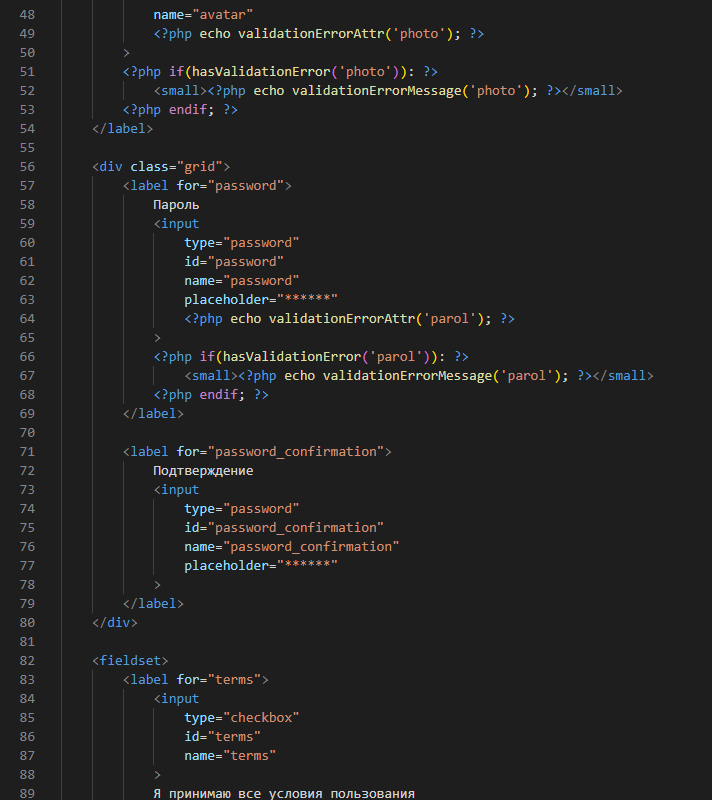 48 name="avatar"
49 <?php echo validationErrorAttr('photo'); ?>
50 >
51 <?php if(hasValidationError('photo')): ?>
52 <small><?php echo validationErrorMessage('photo'); ?></small>
53 <?php endif; ?>
54 </label>
55
56 <div class="grid">
57 <label for="password">
58 Пароль
59 <input
60 type="password"
61 id="password"
62 name="password"
63 placeholder="******"
64 <?php echo validationErrorAttr('parol'); ?>
65 >
66 <?php if(hasValidationError('parol')): ?>
67 <small><?php echo validationErrorMessage('parol'); ?></small>
68 <?php endif; ?>
69 </label>
70
71 <label for="password_confirmation">
72 Подтверждение
73 <input
74 type="password"
75 id="password_confirmation"
76 name="password_confirmation"
77 placeholder="******"
78 >
79 </label>
80 </div>
81
82 <fieldset>
83 <label for="terms">
84 <input
85 type="checkbox"
86 id="terms"
87 name="terms"
88 >
89 Я принимаю все условия пользования